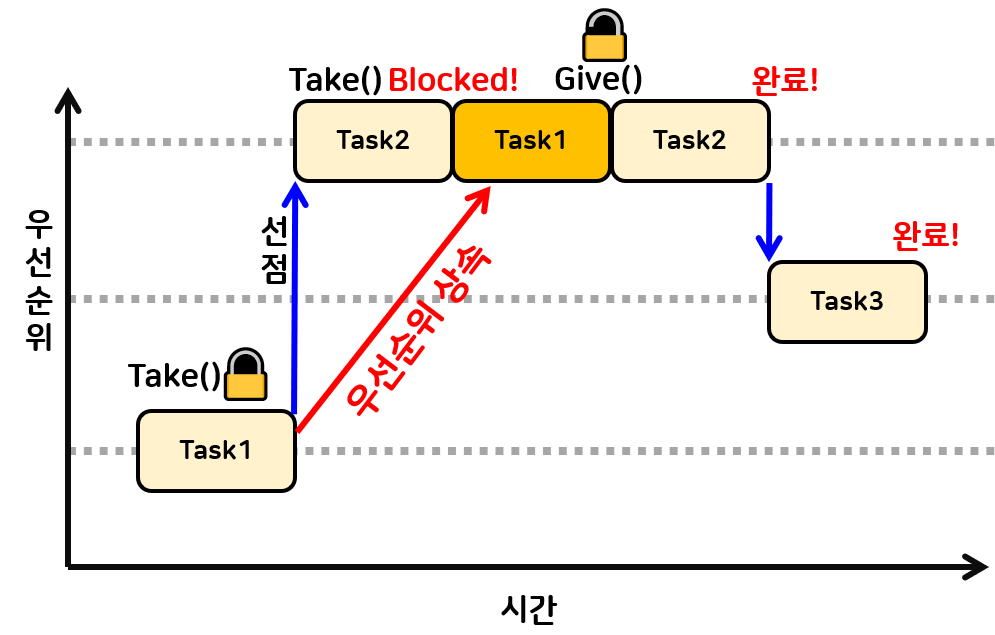 Take() Blocked!
Give()
완료!
Task2
Task1
Task2
우선순위
선점
우선순위 상속
완료!
Task3
Take()
Task1
시간